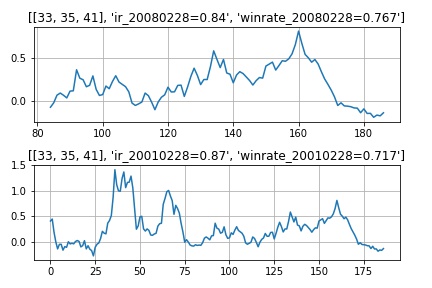 [[33, 35, 41], 'ir_20080228=0.84', 'winrate_20080228=0.767']
0.5
0.0
80 100 120 140 160 180
[[33, 35, 41], 'ir_20010228=0.87', 'winrate_20010228=0.717']
1.5
1.0
0.5
0.0
0 25 50 75 100 125 150 175